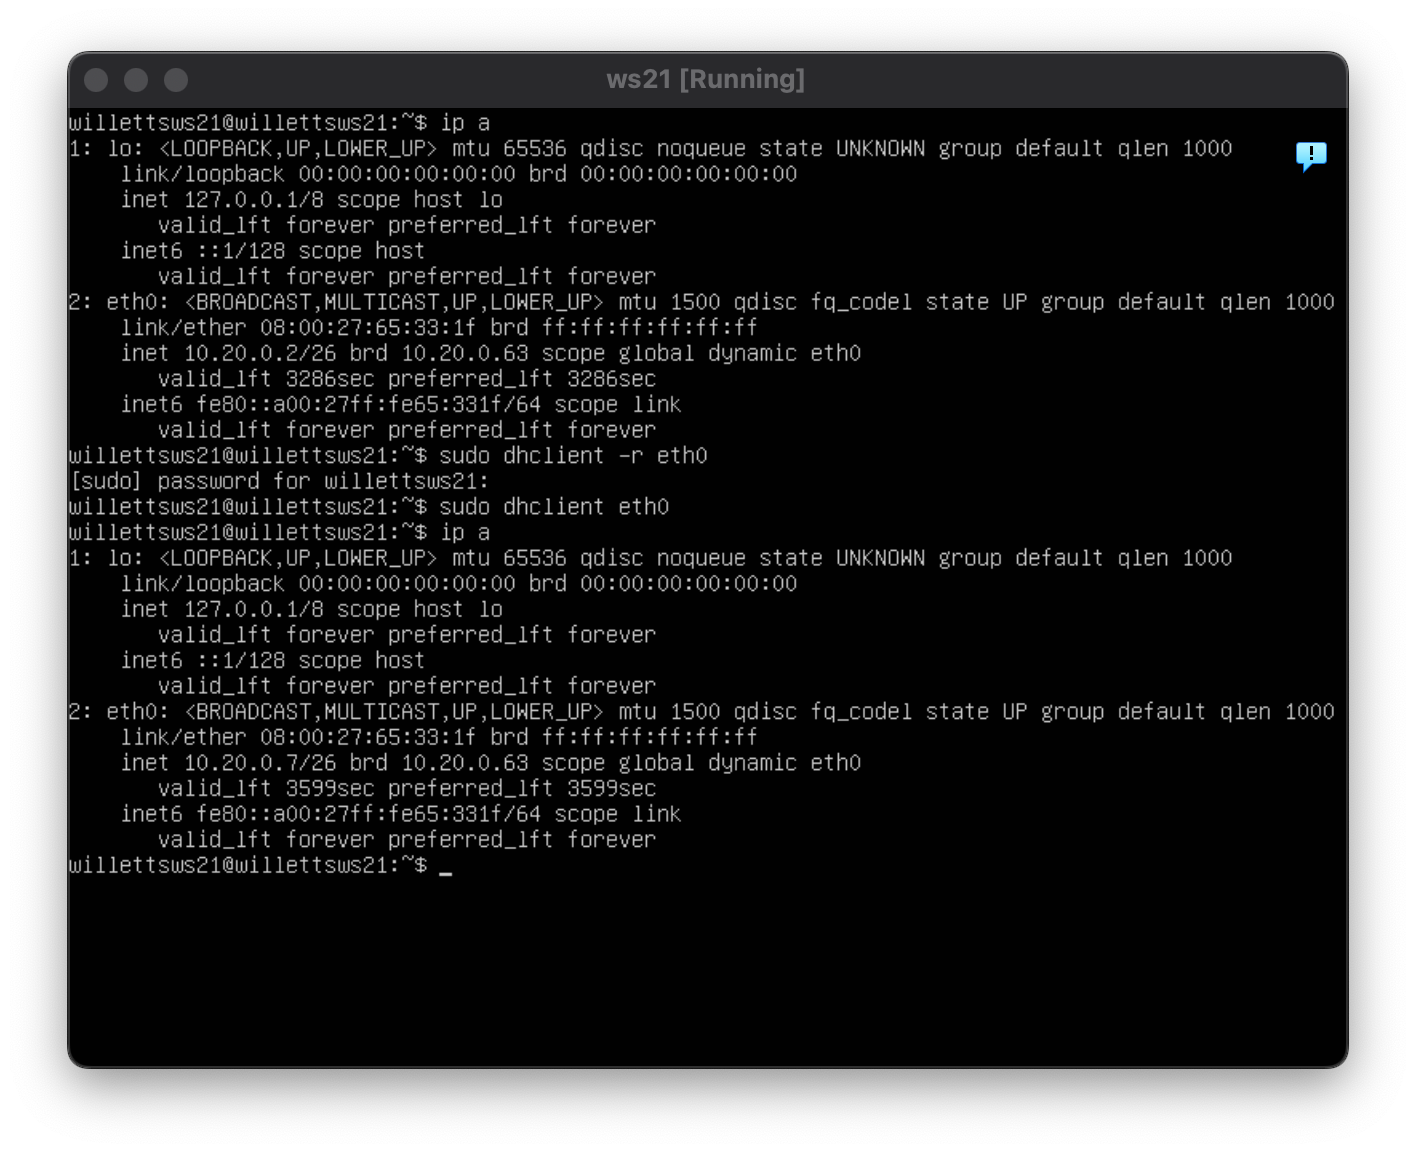 ws21 [Running]
willettsws21@willettsws21:~$ ip a
1: lo: <LOOPBACK,UP,LOWER_UP> mtu 65536 qdisc noqueue state UNKNOWN group default qlen 1000
    link/loopback 00:00:00:00:00:00 brd 00:00:00:00:00:00
    inet 127.0.0.1/8 scope host lo
       valid_lft forever preferred_lft forever
    inet6 ::1/128 scope host
       valid_lft forever preferred_lft forever
2: eth0: <BROADCAST,MULTICAST,UP,LOWER_UP> mtu 1500 qdisc fq_codel state UP group default qlen 1000
    link/ether 08:00:27:65:33:1f brd ff:ff:ff:ff:ff:ff
    inet 10.20.0.2/26 brd 10.20.0.63 scope global dynamic eth0
       valid_lft 3286sec preferred_lft 3286sec
    inet6 fe80::a00:27ff:fe65:331f/64 scope link
       valid_lft forever preferred_lft forever
willettsws21@willettsws21:~$ sudo dhclient -r eth0
[sudo] password for willettsws21:
willettsws21@willettsws21:~$ sudo dhclient eth0
willettsws21@willettsws21:~$ ip a
1: lo: <LOOPBACK,UP,LOWER_UP> mtu 65536 qdisc noqueue state UNKNOWN group default qlen 1000
    link/loopback 00:00:00:00:00:00 brd 00:00:00:00:00:00
    inet 127.0.0.1/8 scope host lo
       valid_lft forever preferred_lft forever
    inet6 ::1/128 scope host
       valid_lft forever preferred_lft forever
2: eth0: <BROADCAST,MULTICAST,UP,LOWER_UP> mtu 1500 qdisc fq_codel state UP group default qlen 1000
    link/ether 08:00:27:65:33:1f brd ff:ff:ff:ff:ff:ff
    inet 10.20.0.7/26 brd 10.20.0.63 scope global dynamic eth0
       valid_lft 3599sec preferred_lft 3599sec
    inet6 fe80::a00:27ff:fe65:331f/64 scope link
       valid_lft forever preferred_lft forever
willettsws21@willettsws21:~$ _